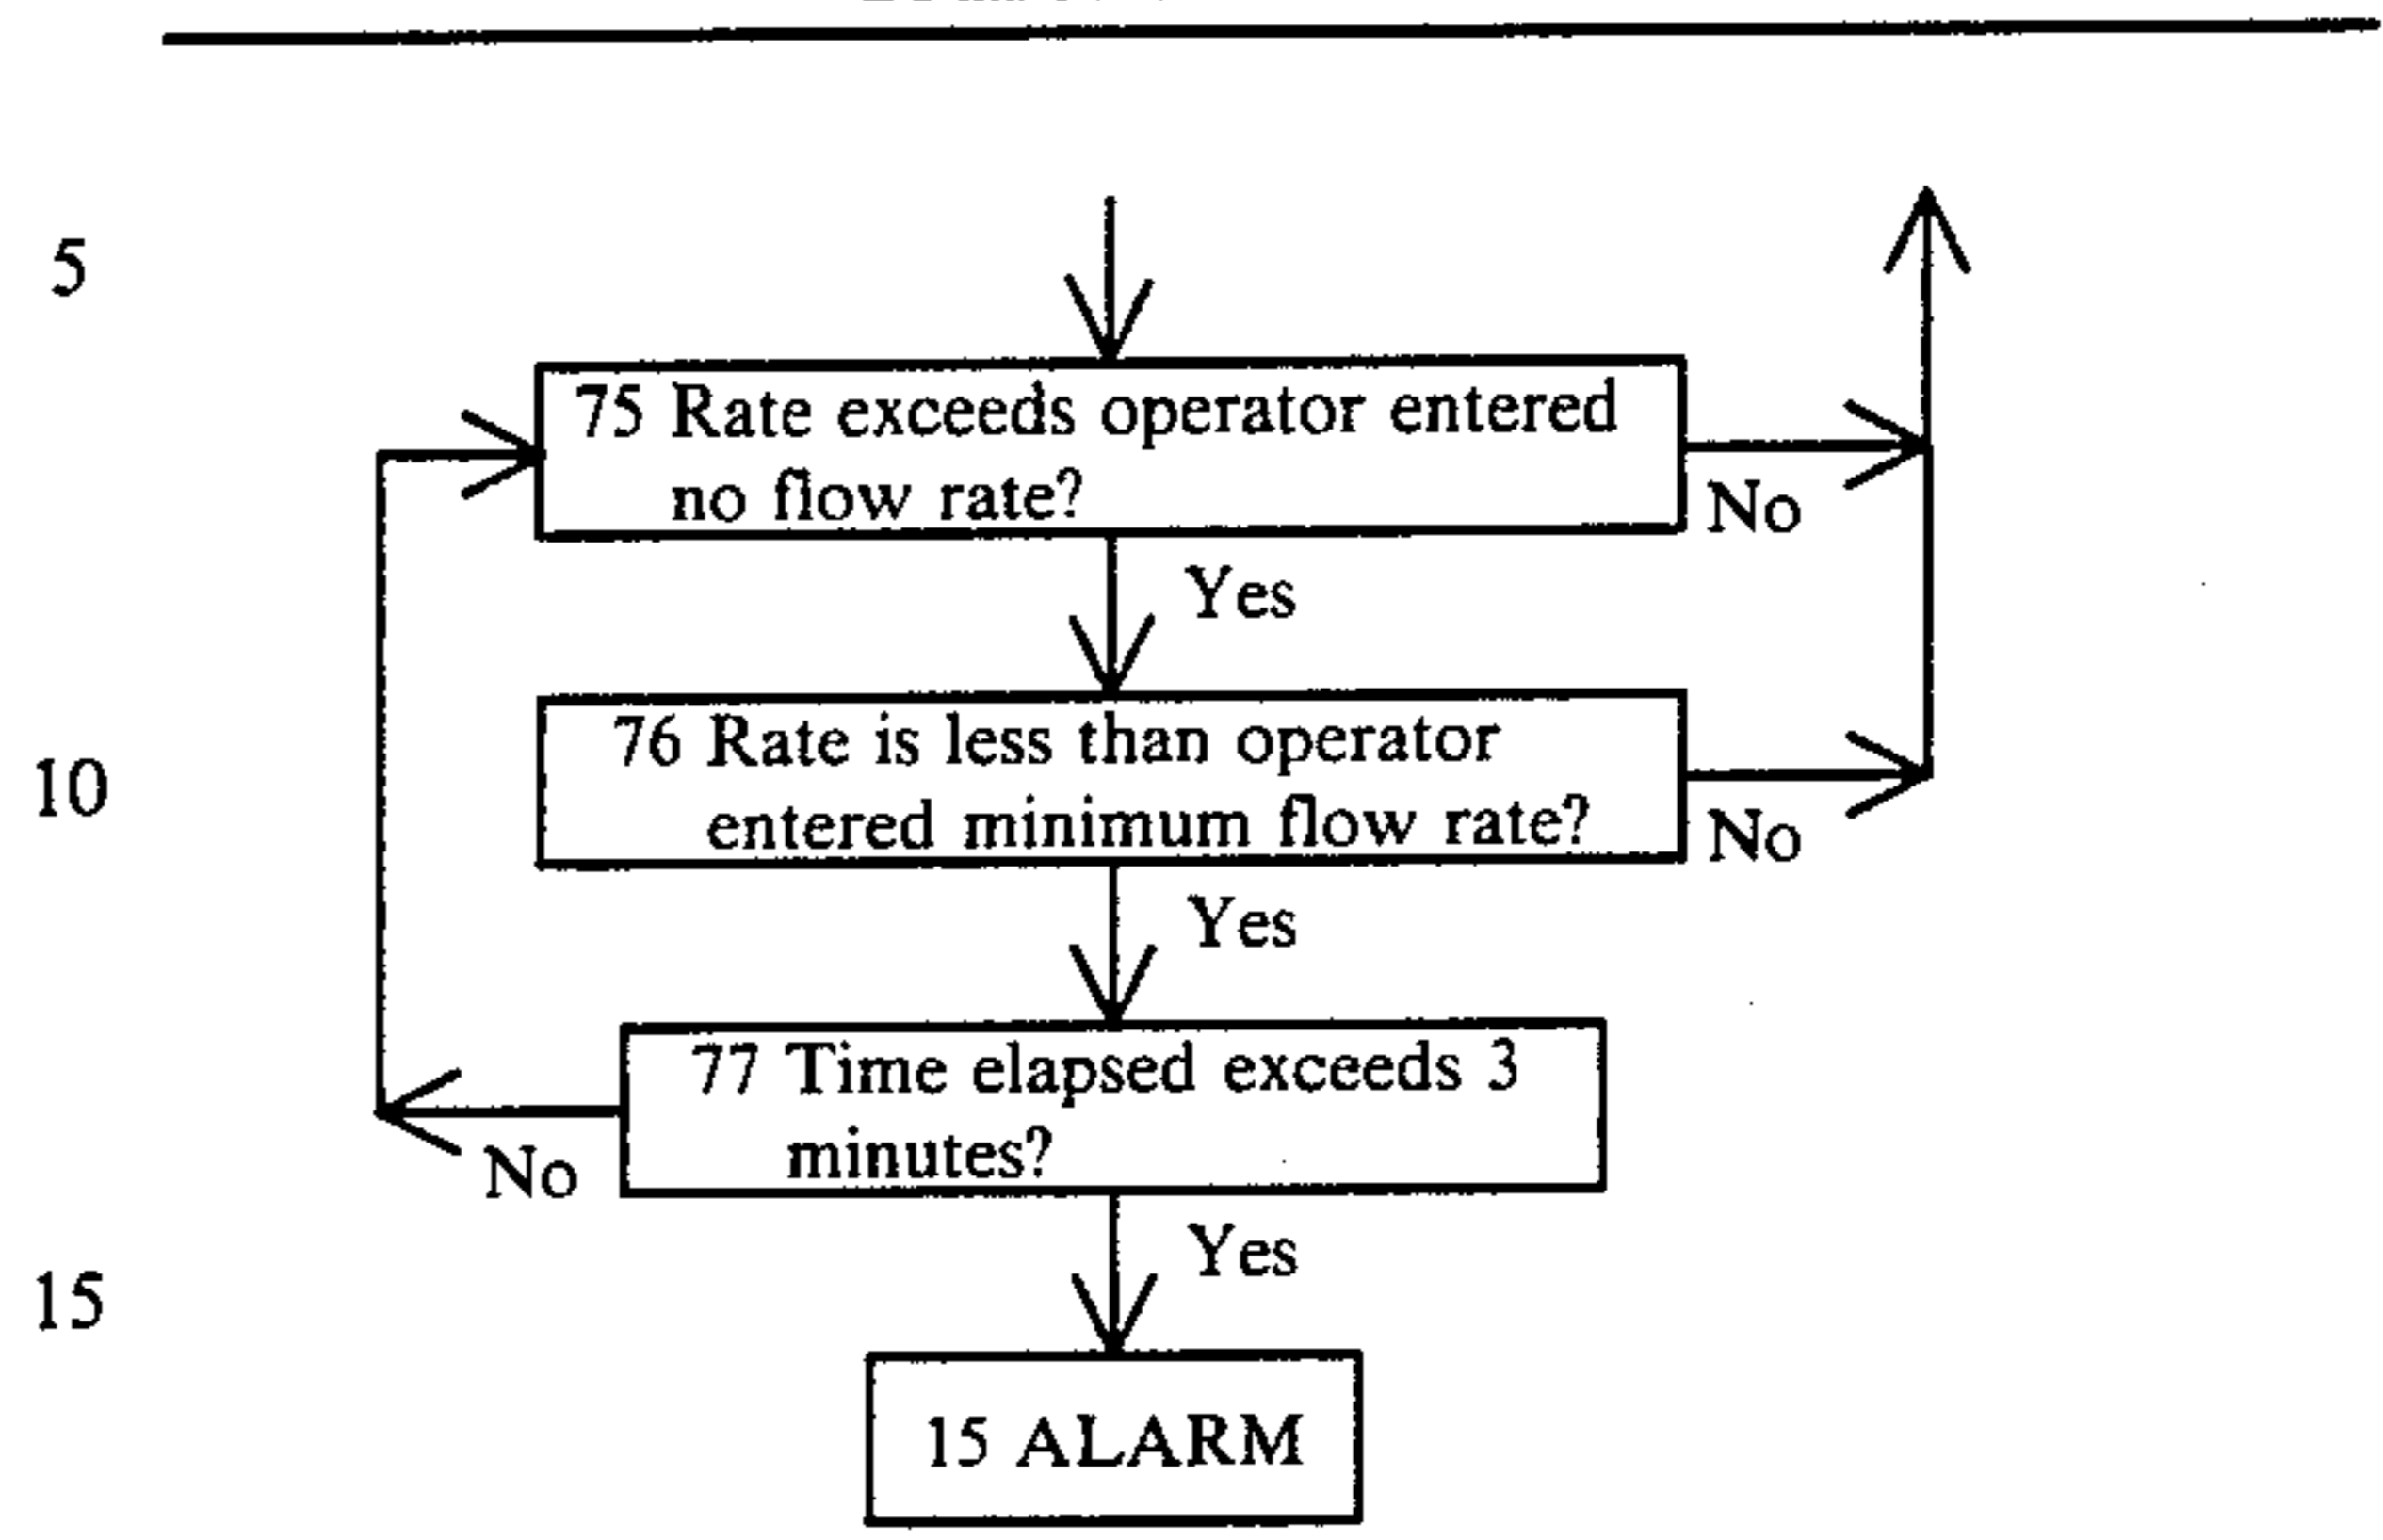 5
75 Rate exceeds operator entered
no flow rate?
No
Yes
10
76 Rate is less than operator
entered minimum flow rate?
No
Yes
77 Time elapsed exceeds 3
minutes?
No
Yes
15
15 ALARM